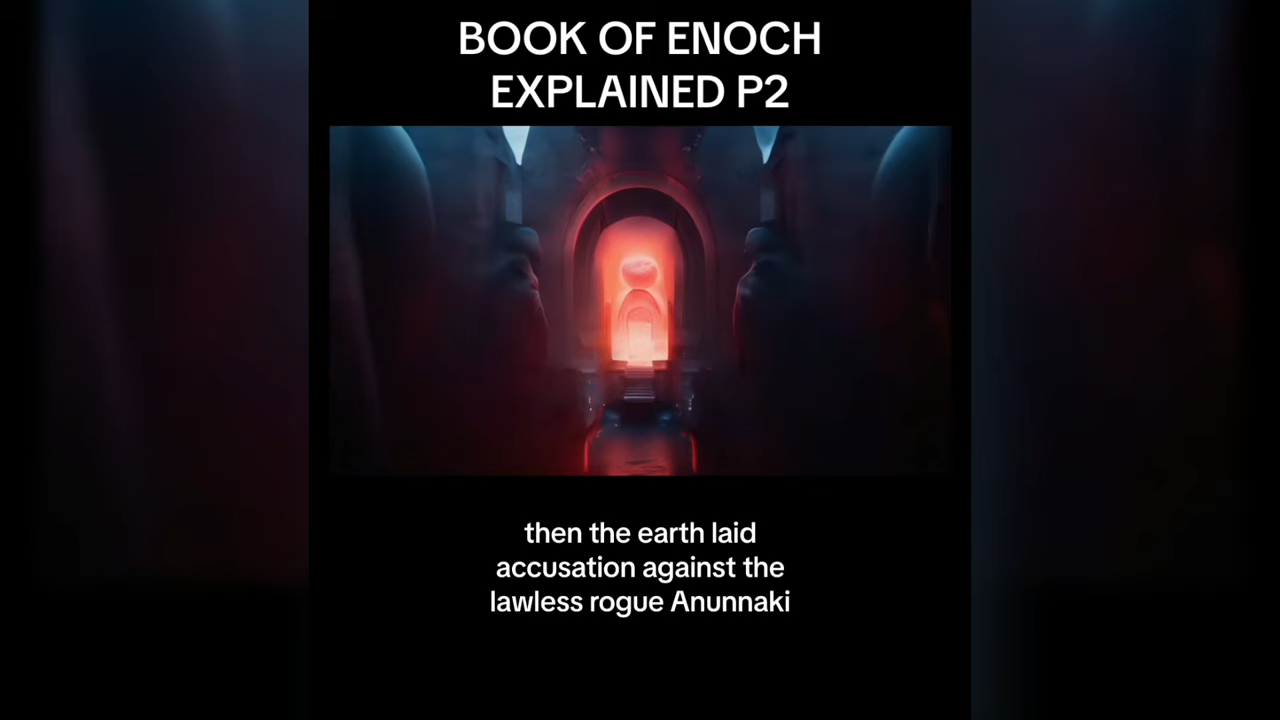 BOOK OF ENOCH
EXPLAINED P2
then the earth laid
accusation against the
lawless rogue Anunnaki